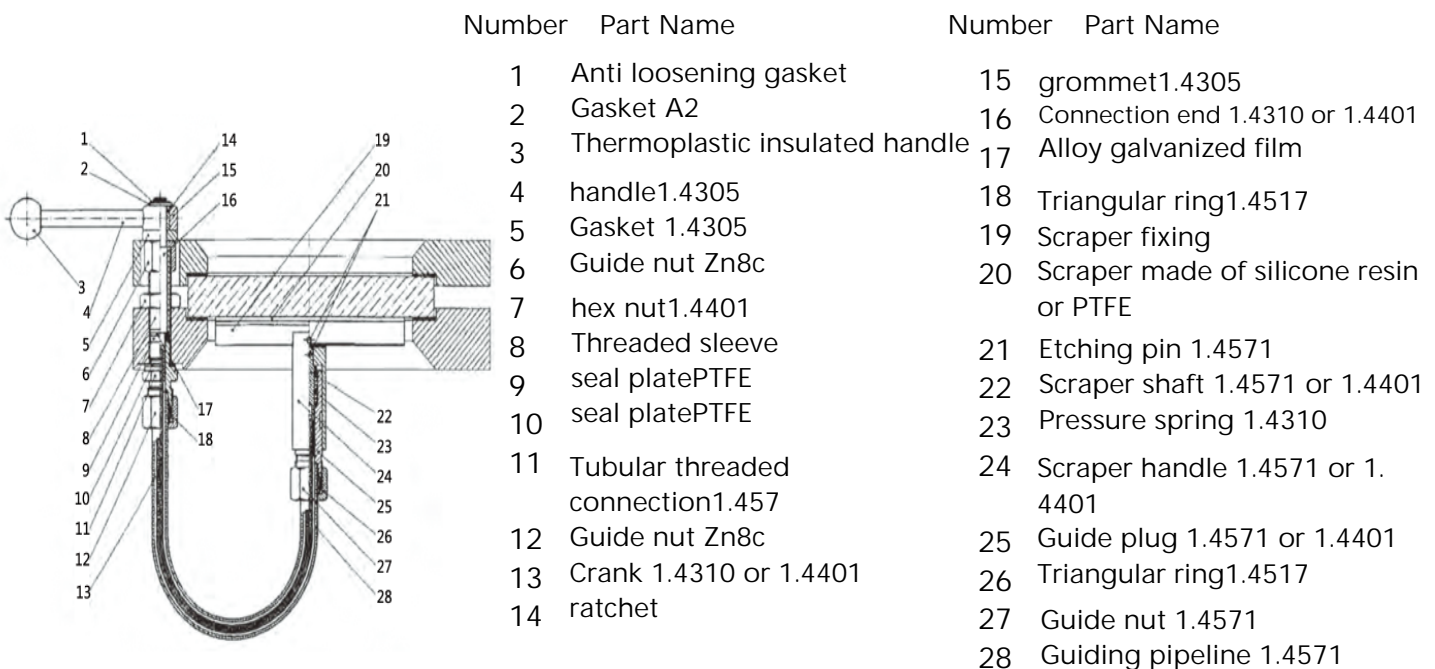 Number Part Name
1 Anti loosening gasket
2 Gasket A2
3 Thermoplastic insulated handle
4 handle1.4305
5 Gasket 1.4305
6 Guide nut Zn8c
7 hex nut1.4401
8 Threaded sleeve
9 seal platePTFE
10 seal platePTFE
11 Tubular threaded
connection1.457
12 Guide nut Zn8c
13 Crank 1.4310 or 1.4401
14 ratchet
Number Part Name
15 grommet1.4305
16 Connection end 1.4310 or 1.4401
17 Alloy galvanized film
18 Triangular ring1.4517
19 Scraper fixing
20 Scraper made of silicone resin
or PTFE
21 Etching pin 1.4571
22 Scraper shaft 1.4571 or 1.4401
23 Pressure spring 1.4310
24 Scraper handle 1.4571 or 1.
4401
25 Guide plug 1.4571 or 1.4401
26 Triangular ring1.4517
27 Guide nut 1.4571
28 Guiding pipeline 1.4571
1
2
3
4
5
6
7
8
9
10
11
12
13
14
15
16
17
18
19
20
21
22
23
24
25
26
27
28